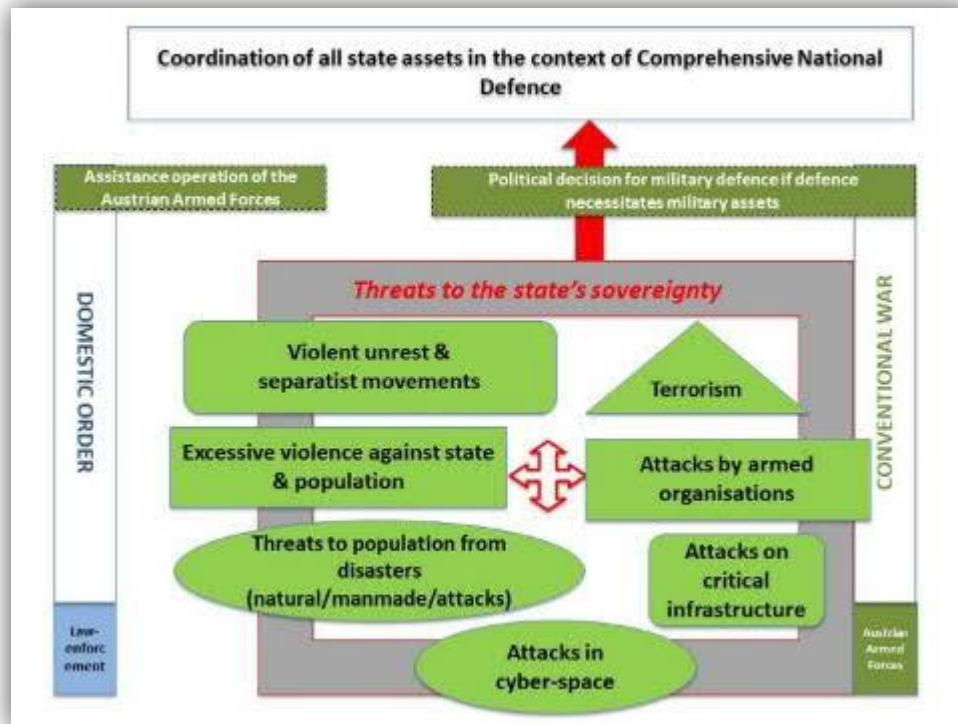 Coordination of all state assets in the context of Comprehensive National
Defence
Assistance operation of the
Austrian Armed Forces
Political decision for military defence if defence
necessitates military assets
DOMESTIC ORDER
Threats to the state's sovereignty
Violent unrest &
separatist movements
Terrorism
Excessive violence against state
& population
Attacks by armed
organisations
Threats to population from
disasters
(natural/manmade/attacks)
Attacks on
critical
infrastructure
Attacks in
cyber-space
CONVENTIONAL WAR
Law-
enforc
ement
Austrian
Armed
Forces